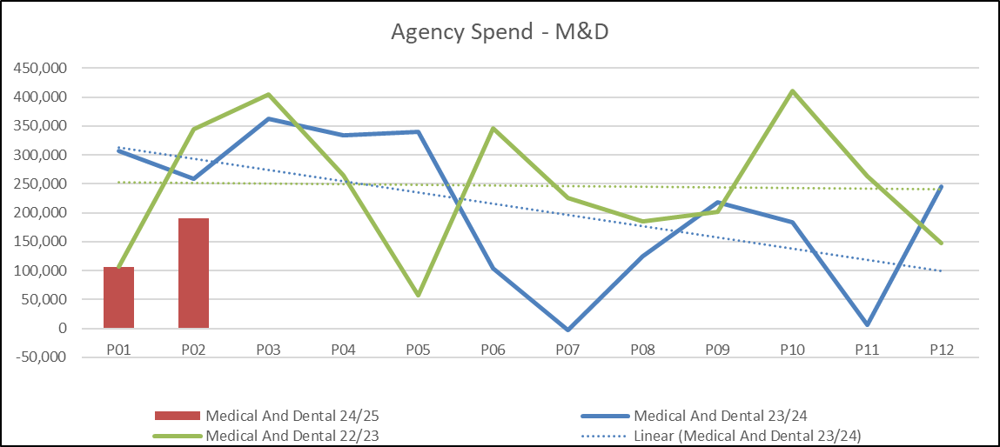 Agency Spend - M&D
450,000
400,000
350,000
300,000
250,000
200,000
150,000
100,000
50,000
0
-50,000
P01 P02 P03 P04 P05 P06 P07 P08 P09 P10 P11 P12
Medical And Dental 24/25 Medical And Dental 23/24
Medical And Dental 22/23 Linear (Medical And Dental 23/24)